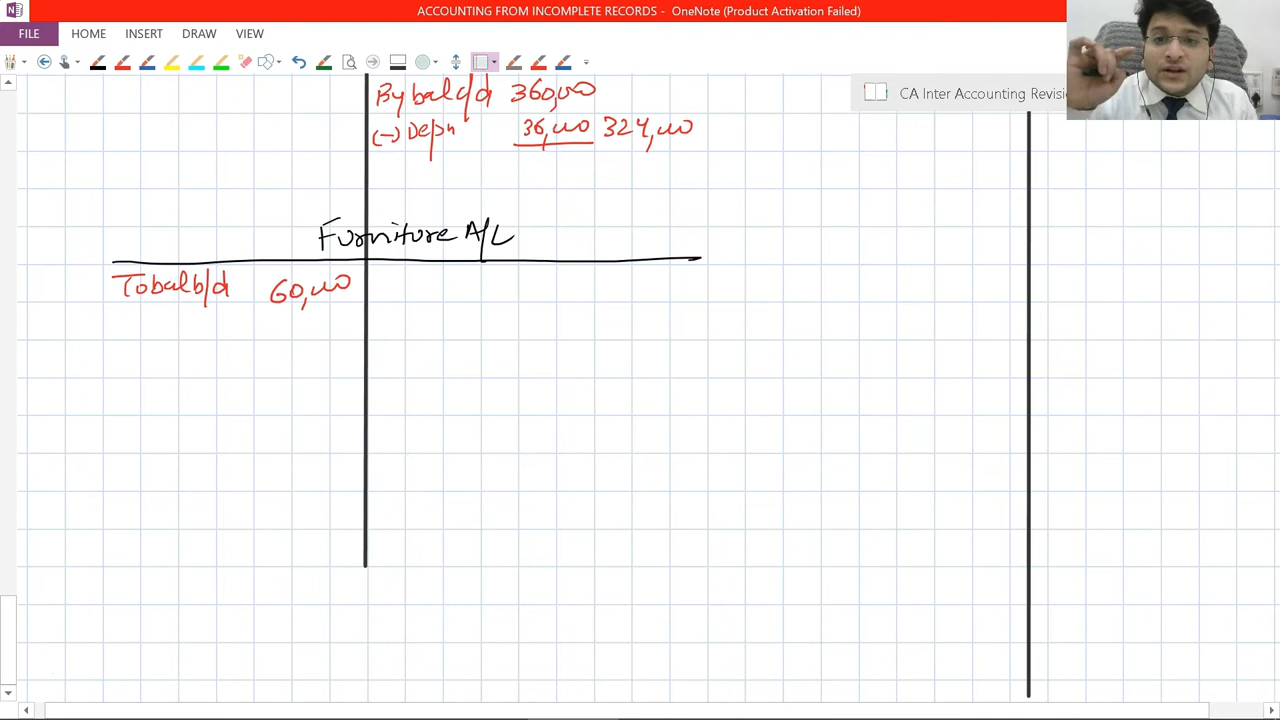 ACCOUNTING FROM INCOMPLETE RECORDS - OneNote (Product Activation Failed)
FILE HOME INSERT DRAW VIEW
CA Inter Accounting Revisi
By bal c/d 360,000
(-) Depn 36,000 324,000
Furniture A/c
To bal b/d 60,000